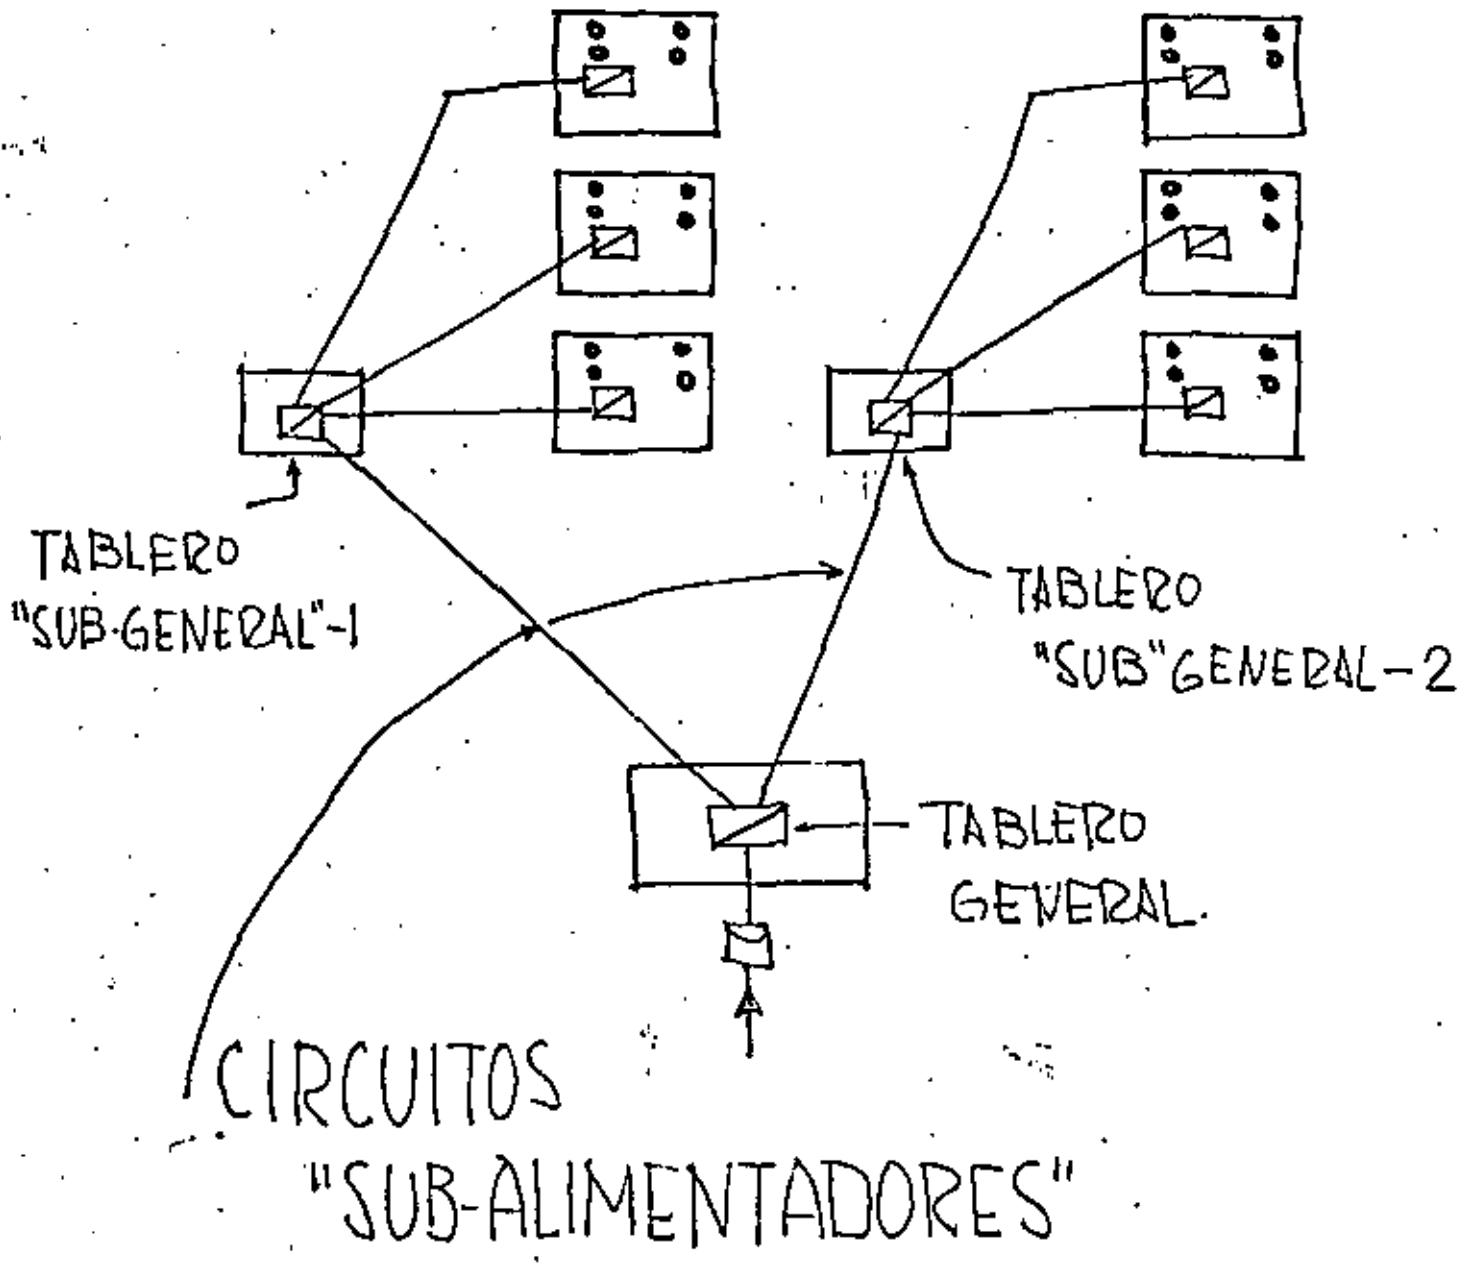 TABLERO
"SUB-GENERAL"-1
TABLERO
"SUB" GENERAL-2
TABLERO
GENERAL.
CIRCUITOS
"SUB-ALIMENTADORES"